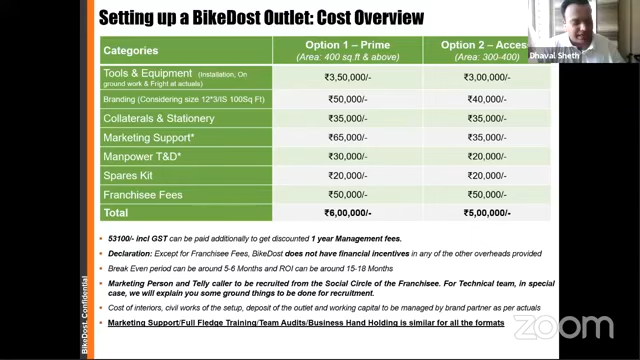 Setting up a BikeDost Outlet: Cost Overview
Dhaval Sheth
Categories Option 1 – Prime (Area: 400 sq.ft & above) Option 2 – Access (Area: 300-400)
Tools & Equipment (Installation, On ground work & Fright at actuals) ₹3,50,000/- ₹3,00,000/-
Branding (Considering size 12*3/IS 100Sq Ft) ₹50,000/- ₹40,000/-
Collaterals & Stationery ₹35,000/- ₹35,000/-
Marketing Support* ₹65,000/- ₹35,000/-
Manpower T&D* ₹30,000/- ₹20,000/-
Spares Kit ₹20,000/- ₹20,000/-
Franchisee Fees ₹50,000/- ₹50,000/-
Total ₹6,00,000/- ₹5,00,000/-
• 53100/- incl GST can be paid additionally to get discounted 1 year Management fees.
• Declaration: Except for Franchisee Fees, BikeDost does not have financial incentives in any of the other overheads provided
• Break Even period can be around 5-6 Months and ROI can be around 15-18 Months
• Marketing Person and Telly caller to be recruited from the Social Circle of the Franchisee. For Technical team, in special case, we will explain you some ground things to be done for recruitment.
• Cost of interiors, civil works of the setup, deposit of the outlet and working capital to be managed by brand partner as per actuals
• Marketing Support/Full Fledge Training/Team Audits/Business Hand Holding is similar for all the formats
BikeDost, Confidential
zoom